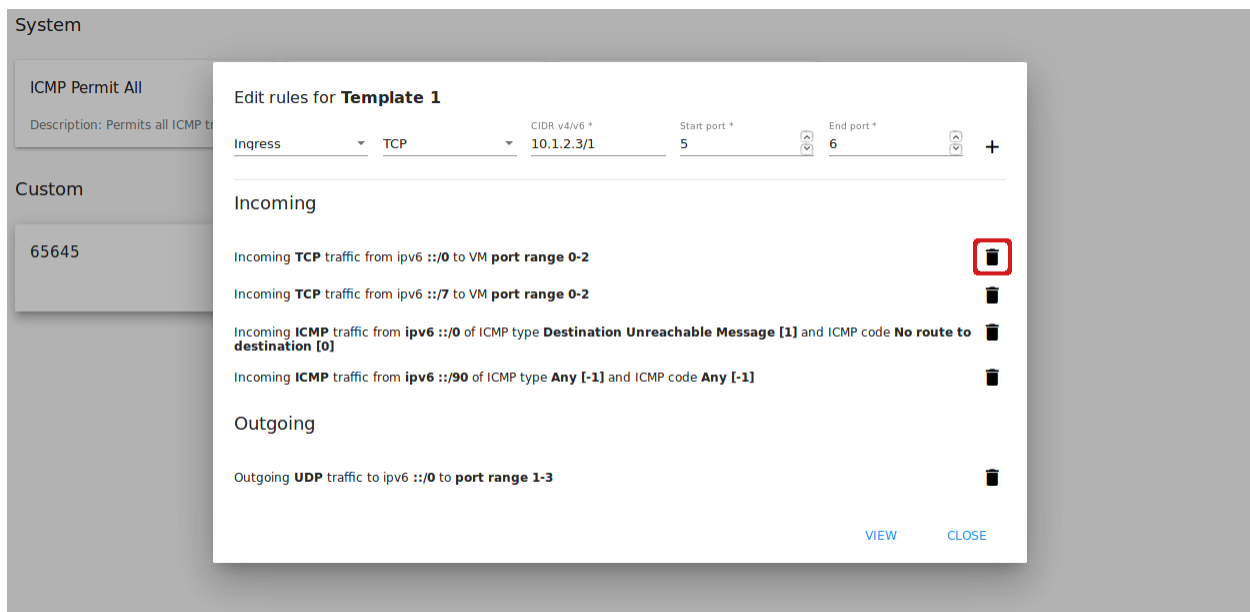 System
ICMP Permit All
Description: Permits all ICMP tr
Custom
65645
Edit rules for Template 1
CIDR v4/v6 * Start port * End port *
Ingress TCP 10.1.2.3/1 5 6 +
Incoming
Incoming TCP traffic from ipv6 ::/0 to VM port range 0-2
Incoming TCP traffic from ipv6 ::/7 to VM port range 0-2
Incoming ICMP traffic from ipv6 ::/0 of ICMP type Destination Unreachable Message [1] and ICMP code No route to
destination [0]
Incoming ICMP traffic from ipv6 ::/90 of ICMP type Any [-1] and ICMP code Any [-1]
Outgoing
Outgoing UDP traffic to ipv6 ::/0 to port range 1-3
VIEW CLOSE